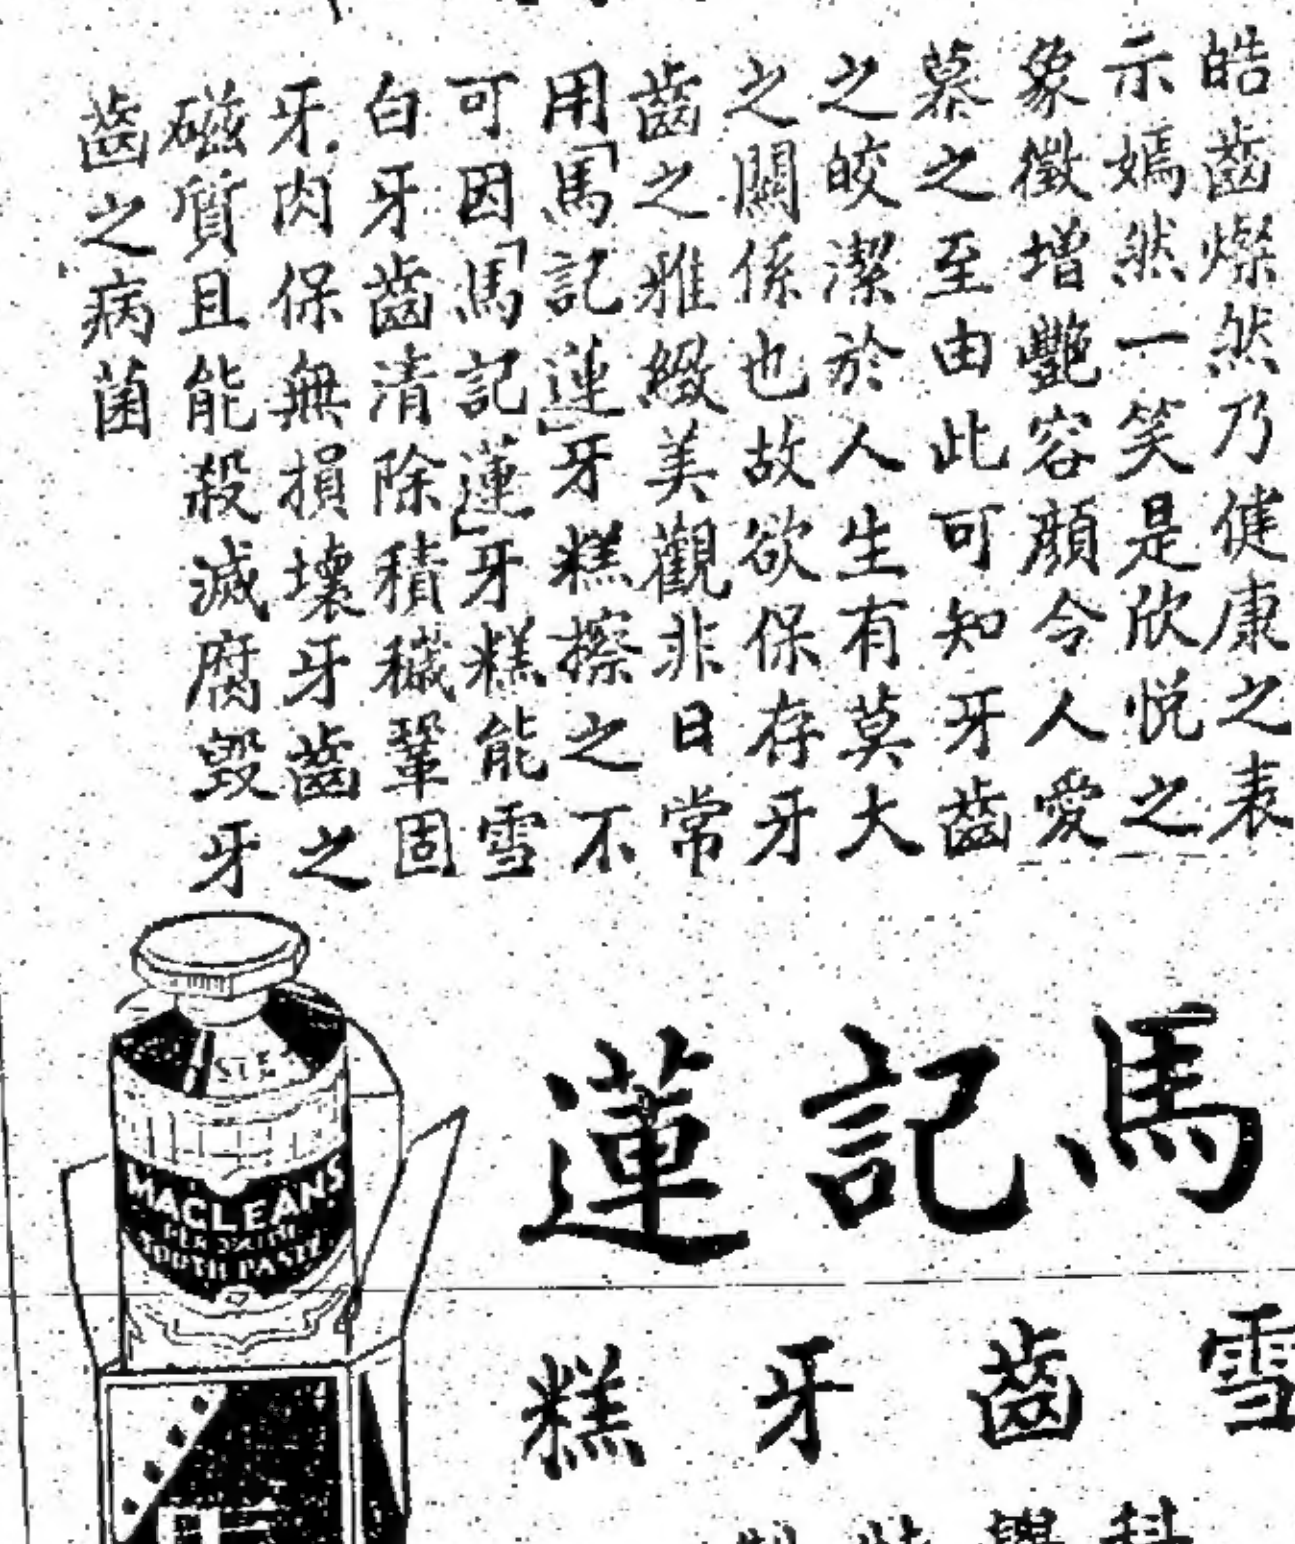 皓齒燦然乃健康之表
示嫣然一笑是欣悅之
象徵增艷容顏令人愛
慕之至由此可知牙齒
之皎潔於人生有莫大
之關係也故欲保存牙
齒之雅緻美觀非日常
用「馬記蓮」牙糕擦之不
可因「馬記蓮」牙糕能雪
白牙齒清除積穢鞏固
牙肉保無損壞牙齒之
磁質且能殺滅腐毀牙
齒之病菌
馬記蓮
雪齒牙糕
MACLEANS
PEROXIDE
TOOTH PASTE